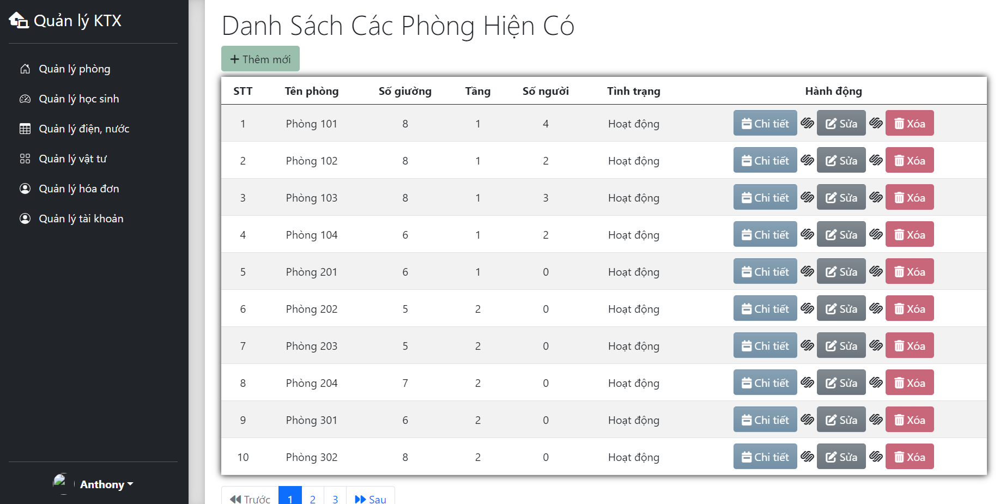 Quản lý KTX
Quản lý phòng
Quản lý học sinh
Quản lý điện, nước
Quản lý vật tư
Quản lý hóa đơn
Quản lý tài khoản
Anthony
Danh Sách Các Phòng Hiện Có
Thêm mới
STT Tên phòng Số giường Tầng Số người Tình trạng Hành động
1 Phòng 101 8 1 4 Hoạt động Chi tiết Sửa Xóa
2 Phòng 102 8 1 2 Hoạt động Chi tiết Sửa Xóa
3 Phòng 103 8 1 3 Hoạt động Chi tiết Sửa Xóa
4 Phòng 104 6 1 2 Hoạt động Chi tiết Sửa Xóa
5 Phòng 201 6 1 0 Hoạt động Chi tiết Sửa Xóa
6 Phòng 202 5 2 0 Hoạt động Chi tiết Sửa Xóa
7 Phòng 203 5 2 0 Hoạt động Chi tiết Sửa Xóa
8 Phòng 204 7 2 0 Hoạt động Chi tiết Sửa Xóa
9 Phòng 301 6 2 0 Hoạt động Chi tiết Sửa Xóa
10 Phòng 302 8 2 0 Hoạt động Chi tiết Sửa Xóa
Trước 1 2 3 Sau